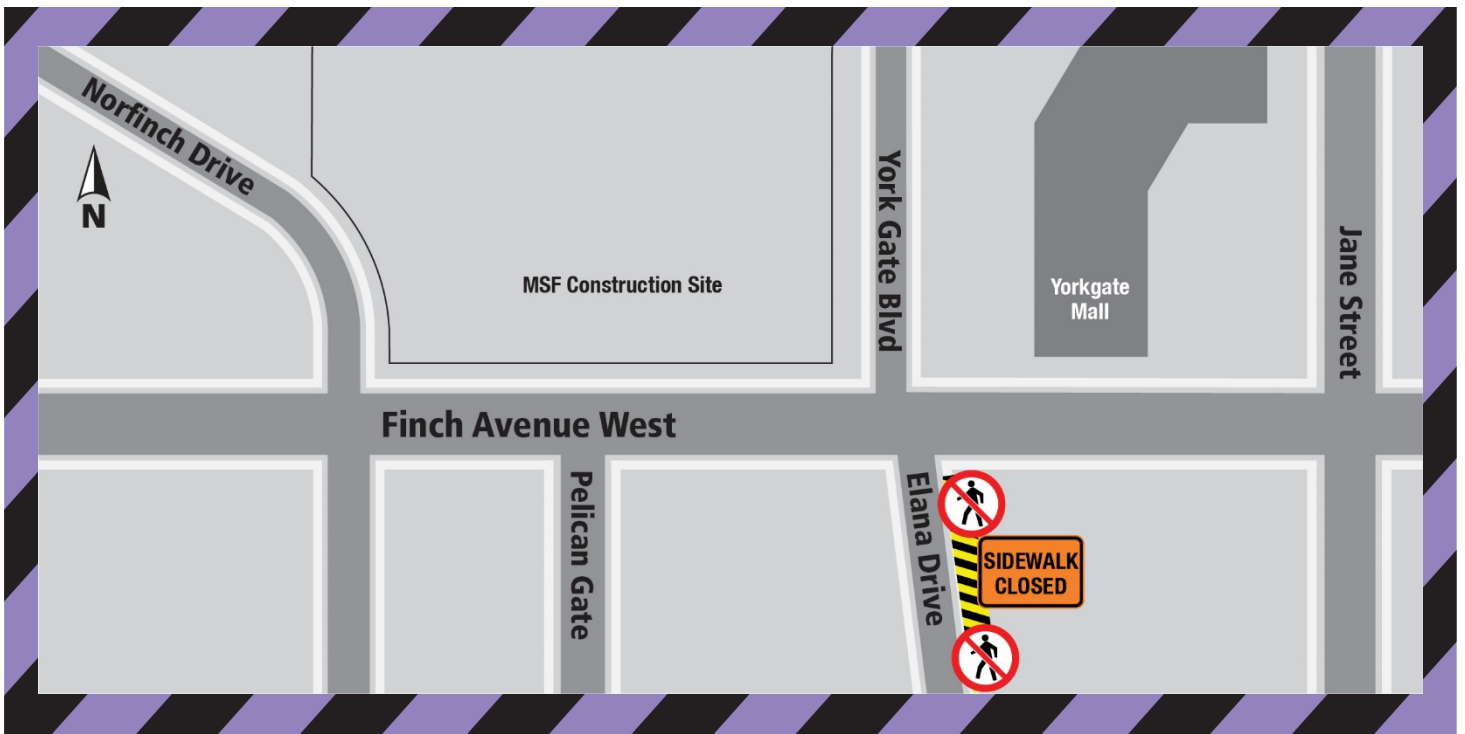 Norfinch Drive
N
MSF Construction Site
York Gate Blvd
Yorkgate
Mall
Jane Street
Finch Avenue West
Pelican Gate
Elana Drive
SIDEWALK
CLOSED